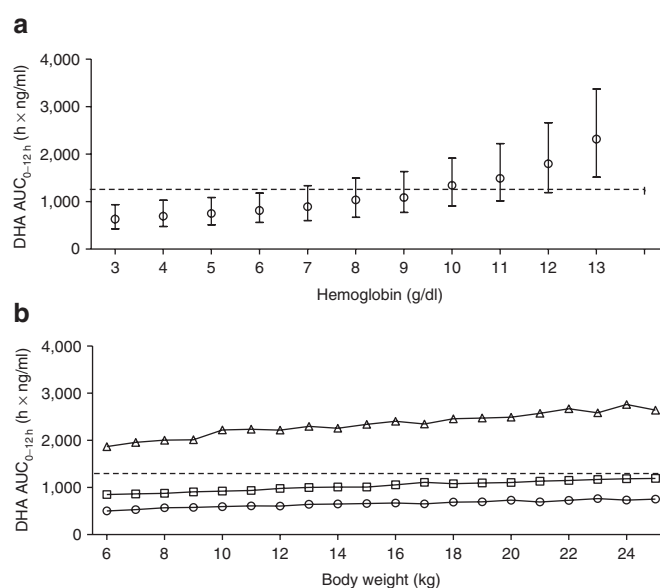 a
4,000
3,000
2,000
1,000
0
DHA AUC0–12 h (h × ng/ml)
3 4 5 6 7 8 9 10 11 12 13
Hemoglobin (g/dl)
b
4,000
3,000
2,000
1,000
0
DHA AUC0–12 h (h × ng/ml)
6 8 10 12 14 16 18 20 22 24
Body weight (kg)